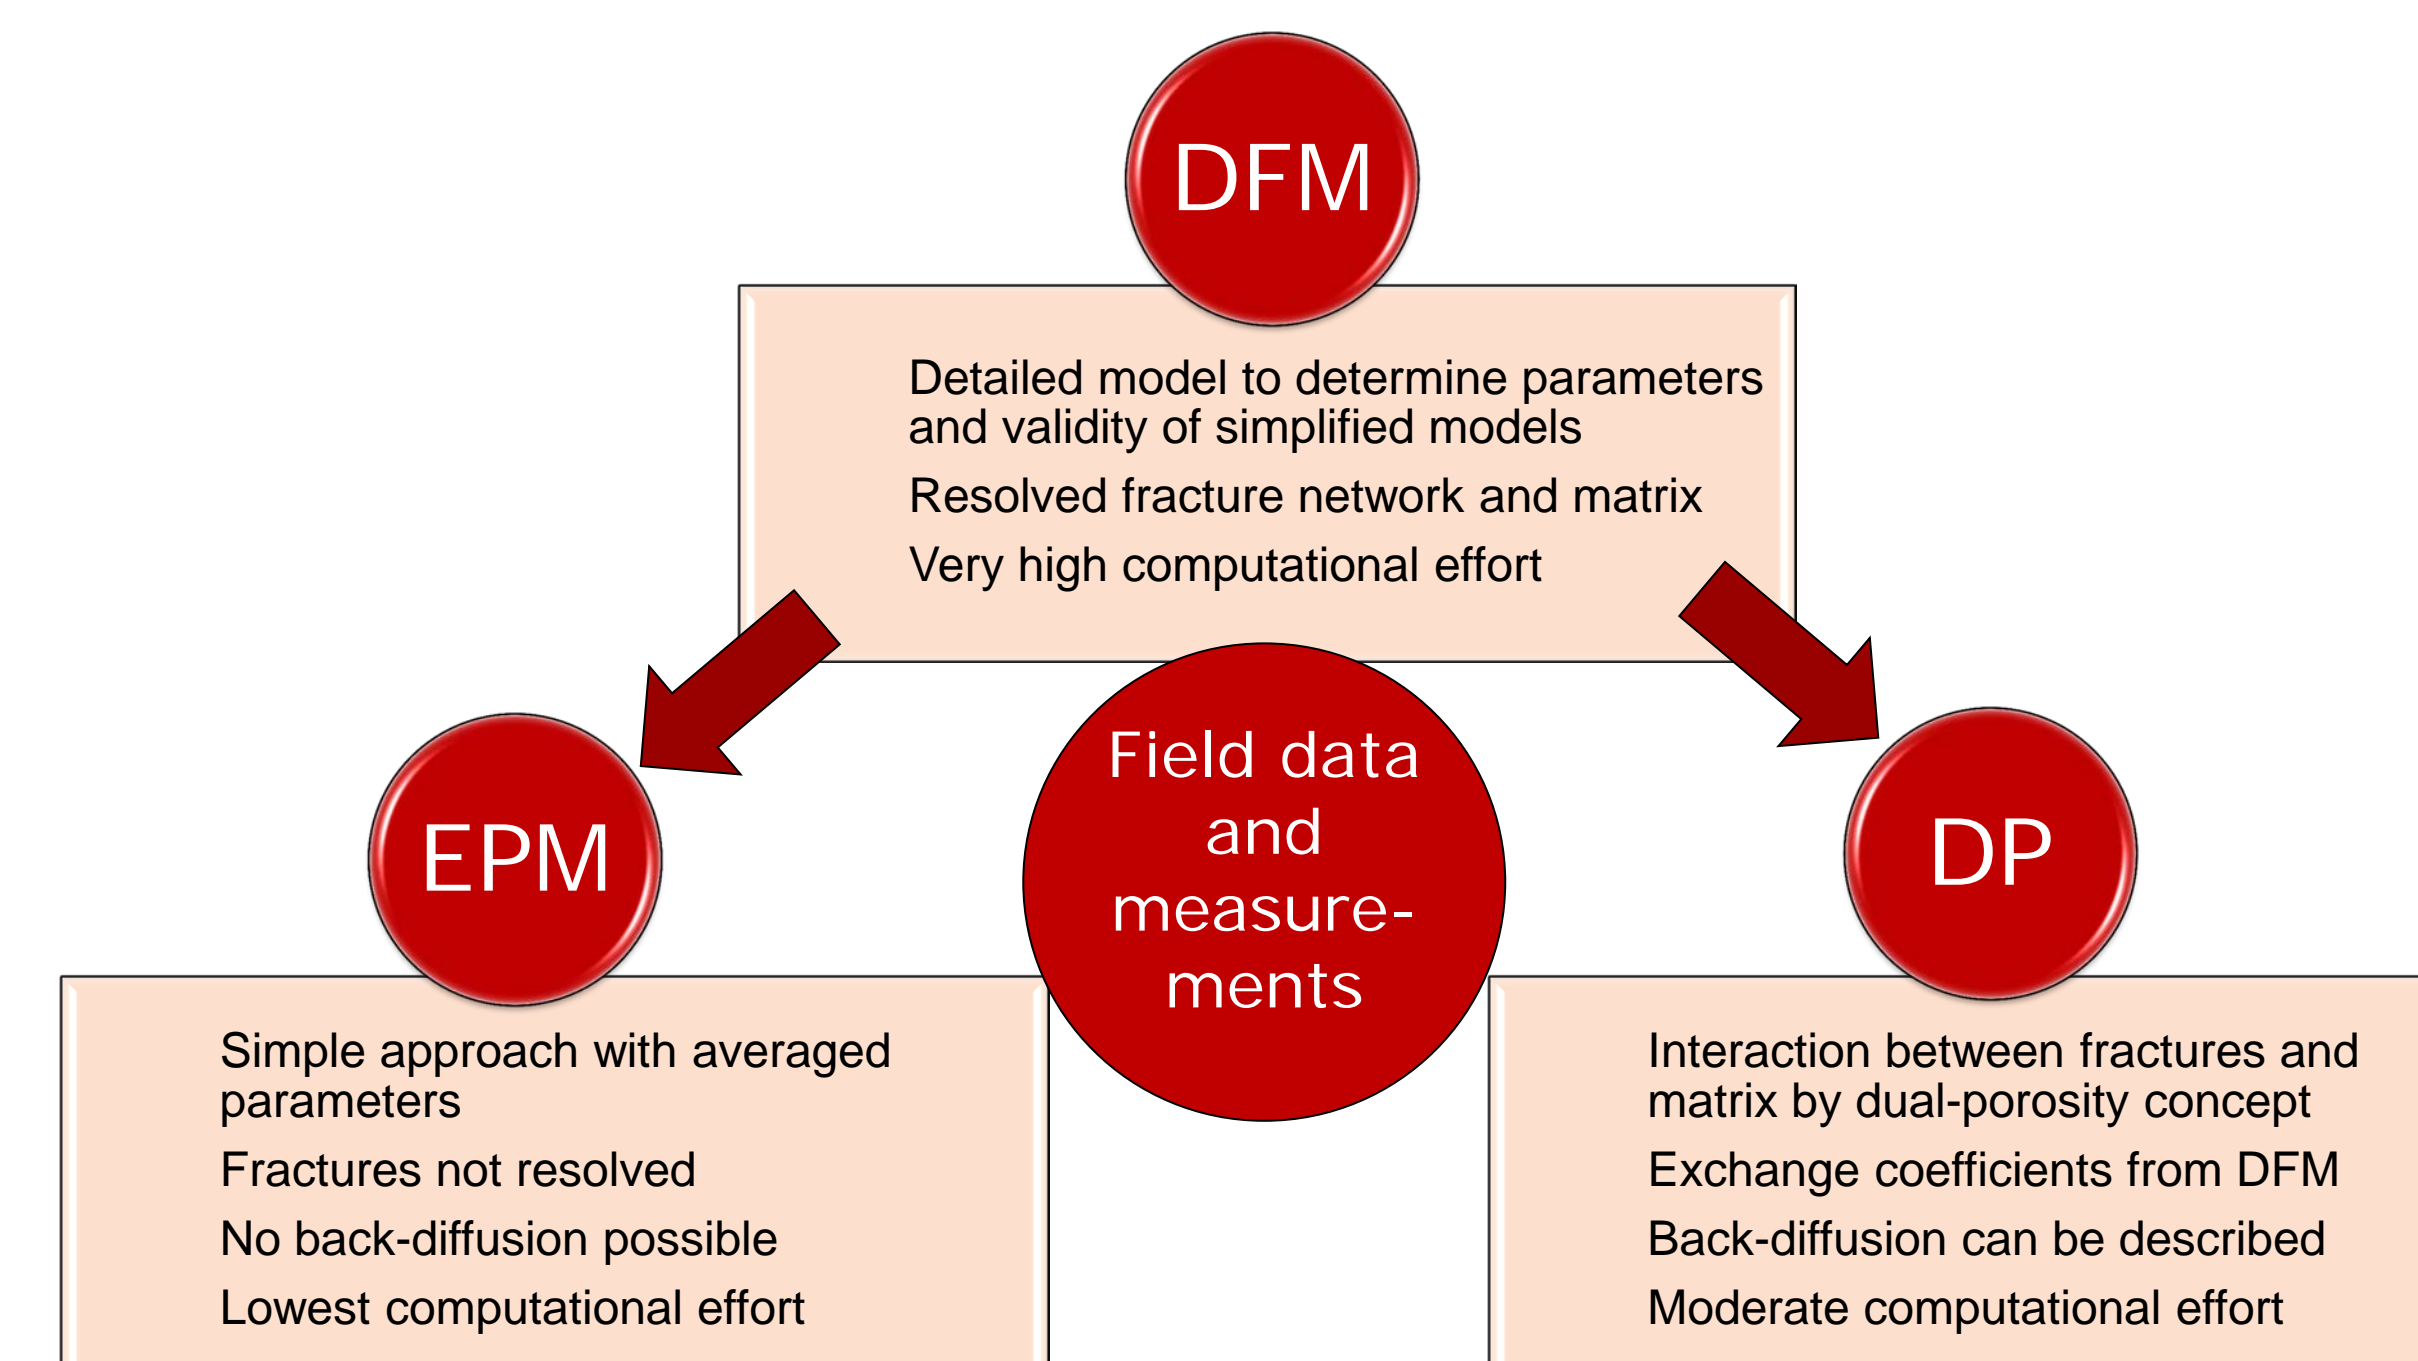 DFM
Detailed model to determine parameters
and validity of simplified models
Resolved fracture network and matrix
Very high computational effort
Field data
and
measure-
ments
EPM
Simple approach with averaged
parameters
Fractures not resolved
No back-diffusion possible
Lowest computational effort
DP
Interaction between fractures and
matrix by dual-porosity concept
Exchange coefficients from DFM
Back-diffusion can be described
Moderate computational effort